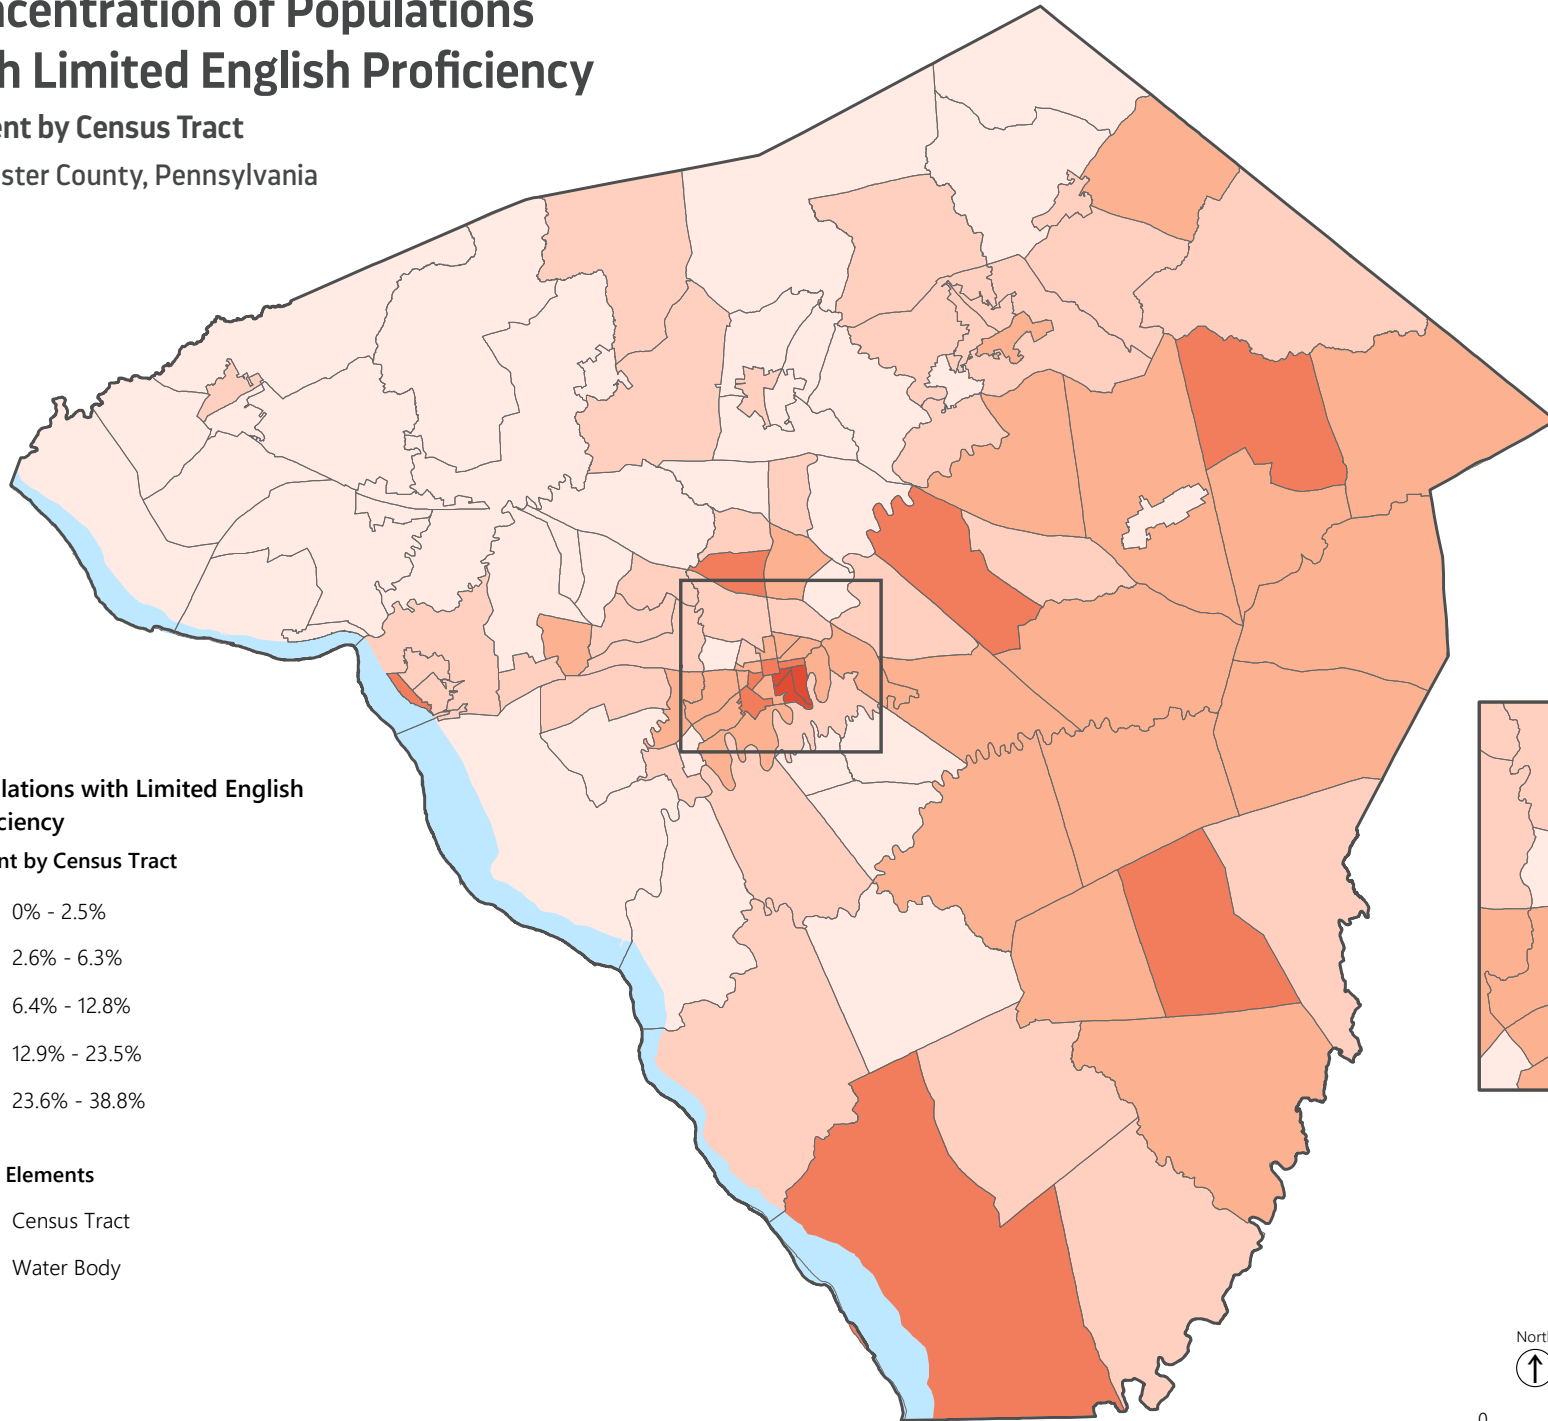 ncentration of Populations
h Limited English Proficiency
ent by Census Tract
ster County, Pennsylvania
lations with Limited English
ciency
nt by Census Tract
0% - 2.5%
2.6% - 6.3%
6.4% - 12.8%
12.9% - 23.5%
23.6% - 38.8%
Elements
Census Tract
Water Body
North
0